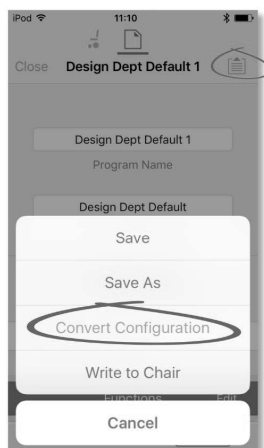 iPod 11:10
Close Design Dept Default 1
Design Dept Default 1
Program Name
Design Dept Default
Save
Save As
Convert Configuration
Write to Chair
Functions Edit
Cancel